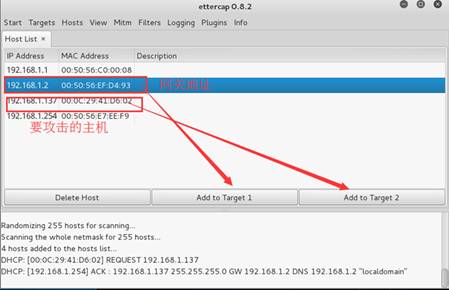 ettercap 0.8.2
Start Targets Hosts View Mitm Filters Logging Plugins Info
Host List ×
IP Address MAC Address Description
192.168.1.1 00:50:56:C0:00:08
192.168.1.2 00:50:56:EF:D4:93 网关地址
192.168.1.137 00:0C:29:41:D6:02
192.168.1.254 00:50:56:E7:EE:F9
要攻击的主机
Delete Host Add to Target 1 Add to Target 2
Randomizing 255 hosts for scanning...
Scanning the whole netmask for 255 hosts...
4 hosts added to the hosts list...
DHCP: [00:0C:29:41:D6:02] REQUEST 192.168.1.137
DHCP: [192.168.1.254] ACK : 192.168.1.137 255.255.255.0 GW 192.168.1.2 DNS 192.168.1.2 "localdomain"